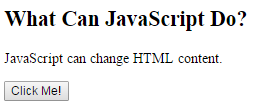 What Can JavaScript Do?
JavaScript can change HTML content.
Click Me!